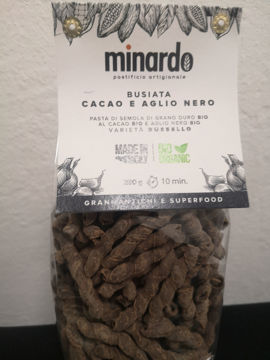 minardo
pastificio artigianale
BUSIATA
CACAO E AGLIO NERO
PASTA DI SEMOLA DI GRANO DURO BIO
AL CACAO BIO E AGLIO NERO BIO
VARIETÀ RUSSELLO
MADE IN SICILY
BIO ORGANIC
10 min.
GRANI ANTICHI E SUPERFOOD